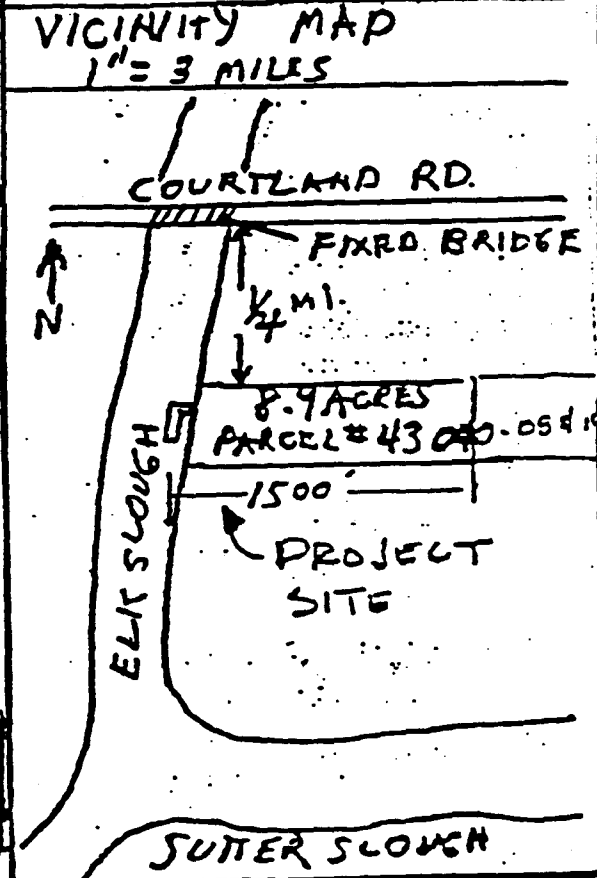 VICINITY MAP
1" = 3 MILES
COURTLAND RD.
FIXED BRIDGE
N
1/4 MI.
8.9 ACRES
PARCEL # 43
1500'
PROJECT
SITE
ELK SLOUGH
SUTTER SLOUGH